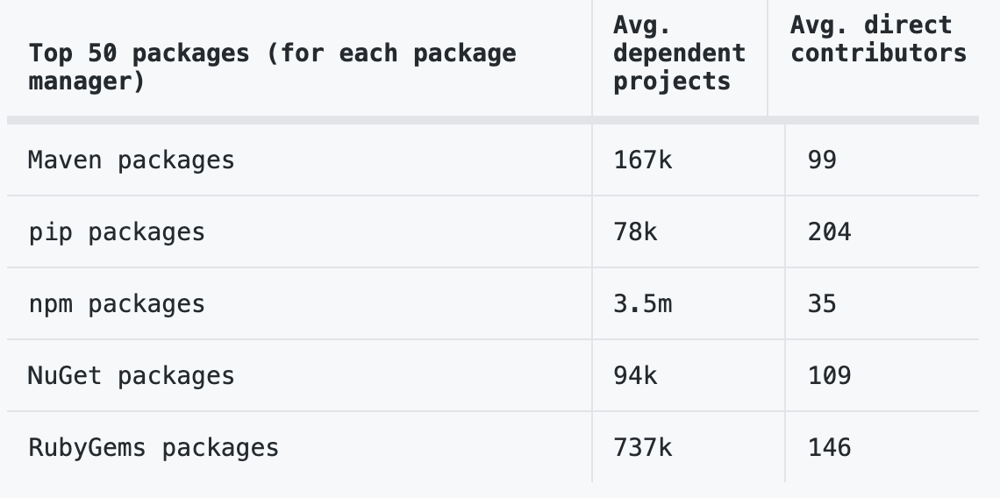 Top 50 packages (for each package
manager)
Avg.
dependent
projects
Avg. direct
contributors
Maven packages 167k 99
pip packages 78k 204
npm packages 3.5m 35
NuGet packages 94k 109
RubyGems packages 737k 146